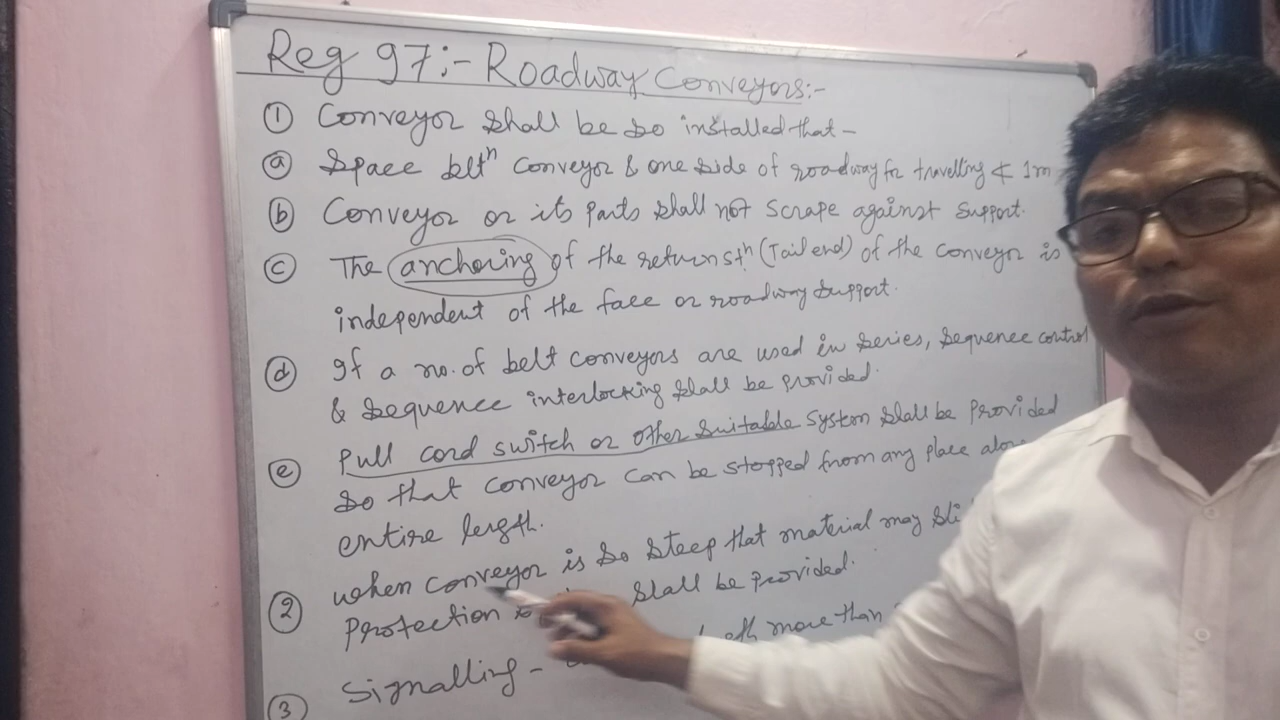 Reg 97:- Roadway Conveyors:-
① Conveyor shall be so installed that -
ⓐ Space betⁿ conveyor & one side of roadway for travelling ≮ 1m
ⓑ Conveyor or its parts shall not scrape against support.
ⓒ The anchoring of the return (Tail end) of the conveyor is
independent of the face or roadway support.
ⓓ If a no. of belt conveyors are used in series, sequence control
& sequence interlocking shall be provided.
ⓔ Pull cord switch or other suitable system shall be provided
so that conveyor can be stopped from any place
entire length.
② when conveyor is so steep that material may
protection shall be provided.
③ Signalling - more than